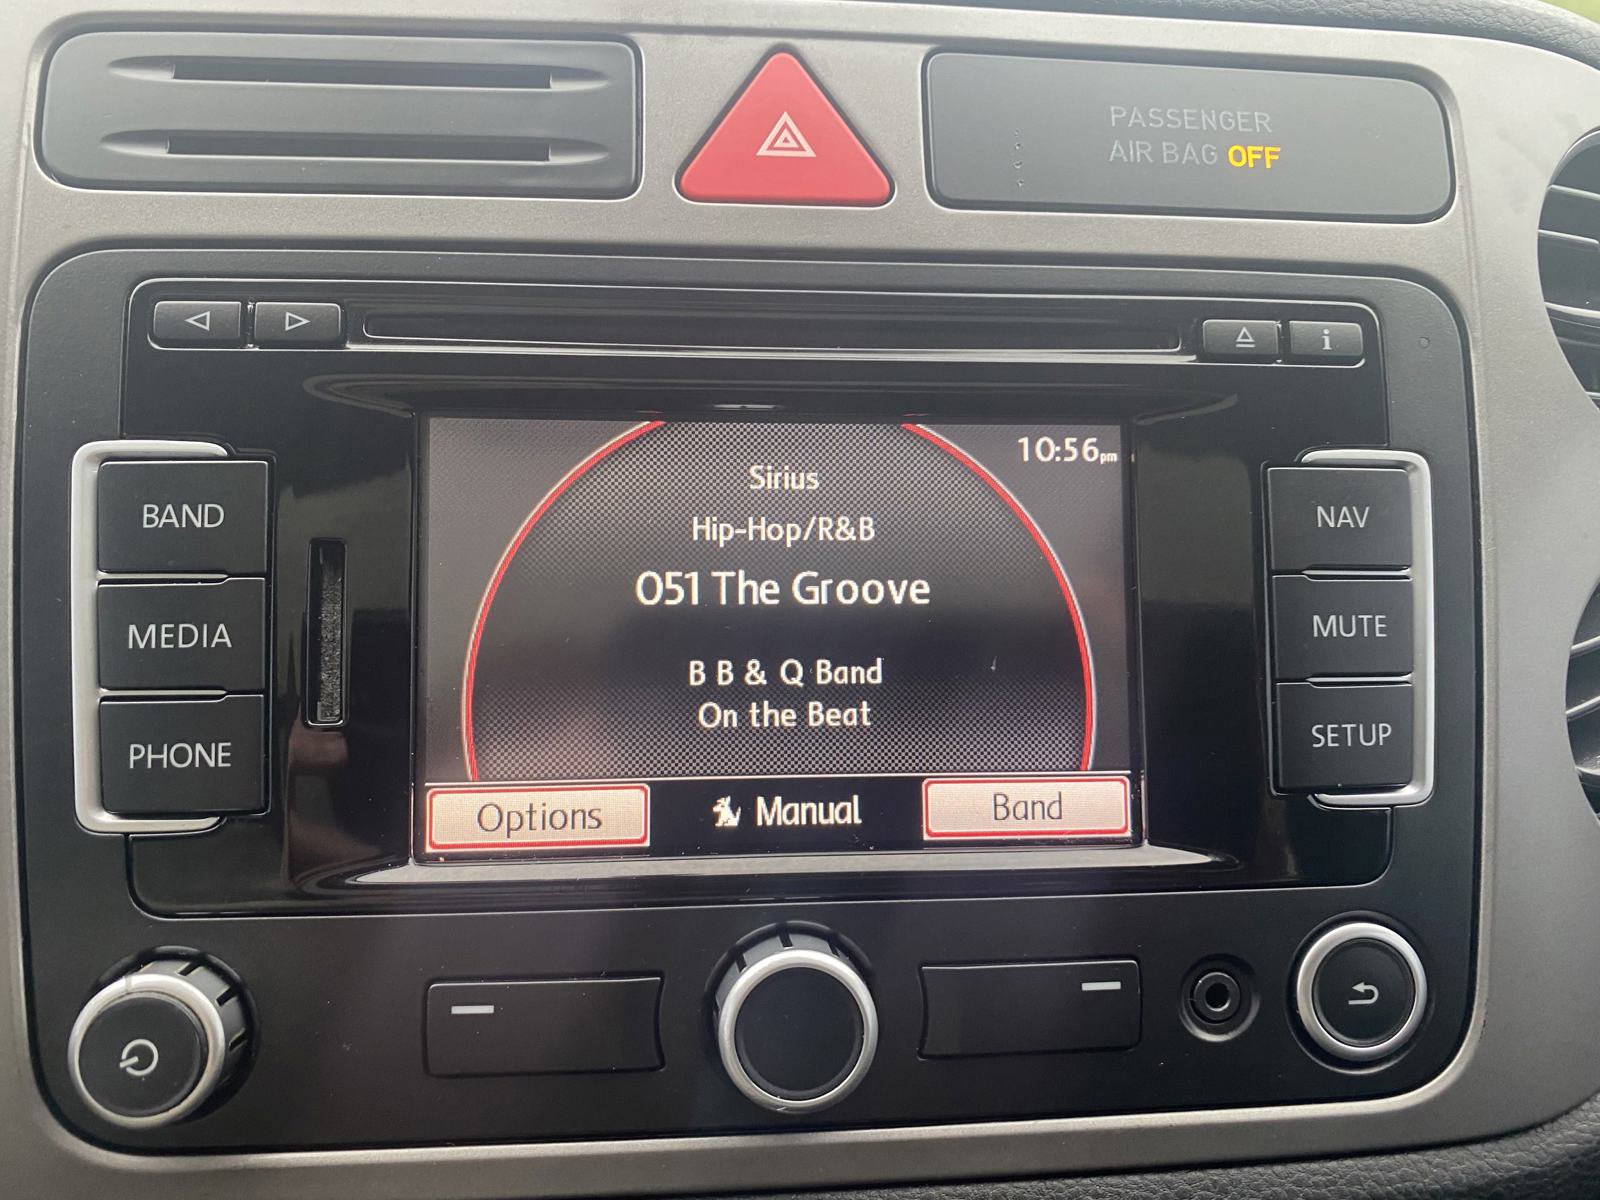 PASSENGER
AIR BAG OFF
i
10:56pm
Sirius
Hip-Hop/R&B
051 The Groove
B B & Q Band
On the Beat
Options
Manual
Band
BAND
MEDIA
PHONE
NAV
MUTE
SETUP